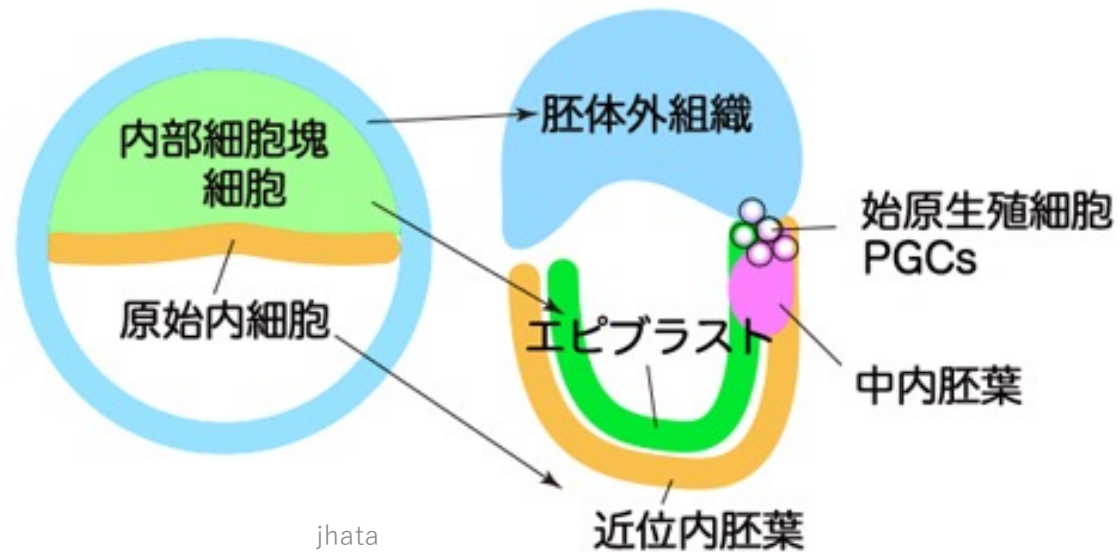 内部細胞塊
細胞
原始内細胞
胚体外組織
始原生殖細胞
PGCs
エピブラスト
中内胚葉
近位内胚葉
jhata